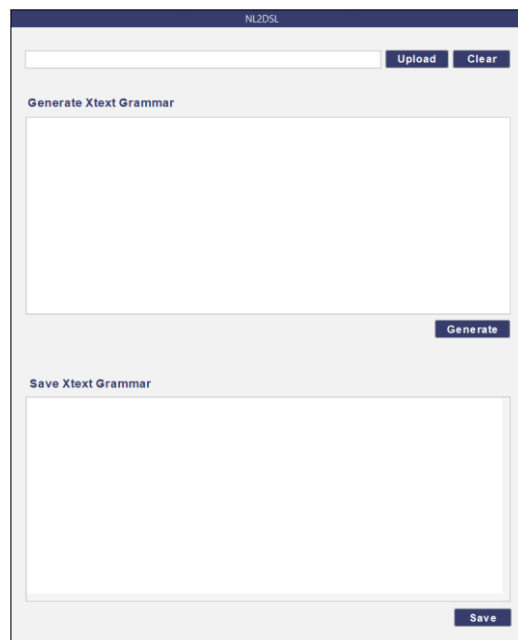 NL2DSL
Upload Clear
Generate Xtext Grammar
Generate
Save Xtext Grammar
Save